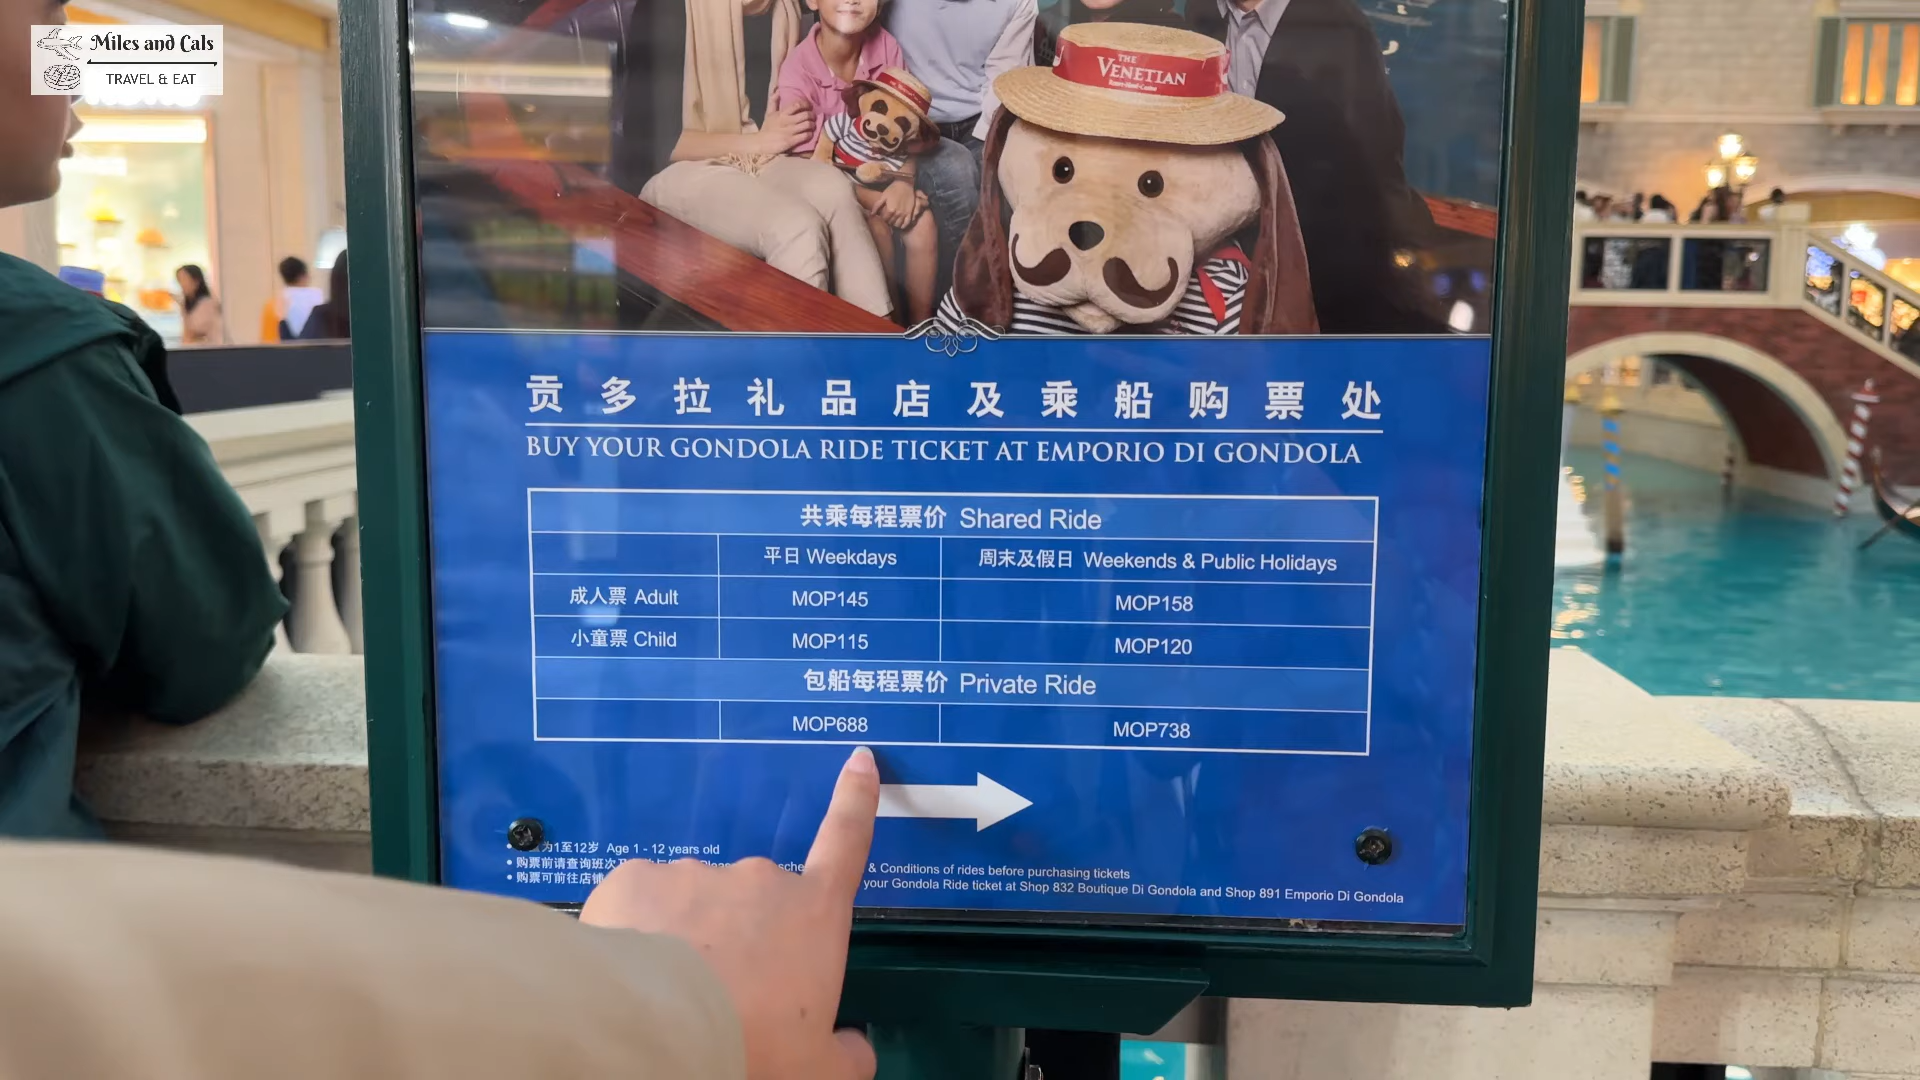 Miles and Cals
TRAVEL & EAT
THE
VENETIAN
贡多拉礼品店及乘船购票处
BUY YOUR GONDOLA RIDE TICKET AT EMPORIO DI GONDOLA
共乘每程票价 Shared Ride
平日 Weekdays 周末及假日 Weekends & Public Holidays
成人票 Adult MOP145 MOP158
小童票 Child MOP115 MOP120
包船每程票价 Private Ride
MOP688 MOP738
为1至12岁 Age 1 - 12 years old
• 购票前请查询班次及 & Conditions of rides before purchasing tickets
• 购票可前往店铺 your Gondola Ride ticket at Shop 832 Boutique Di Gondola and Shop 891 Emporio Di Gondola